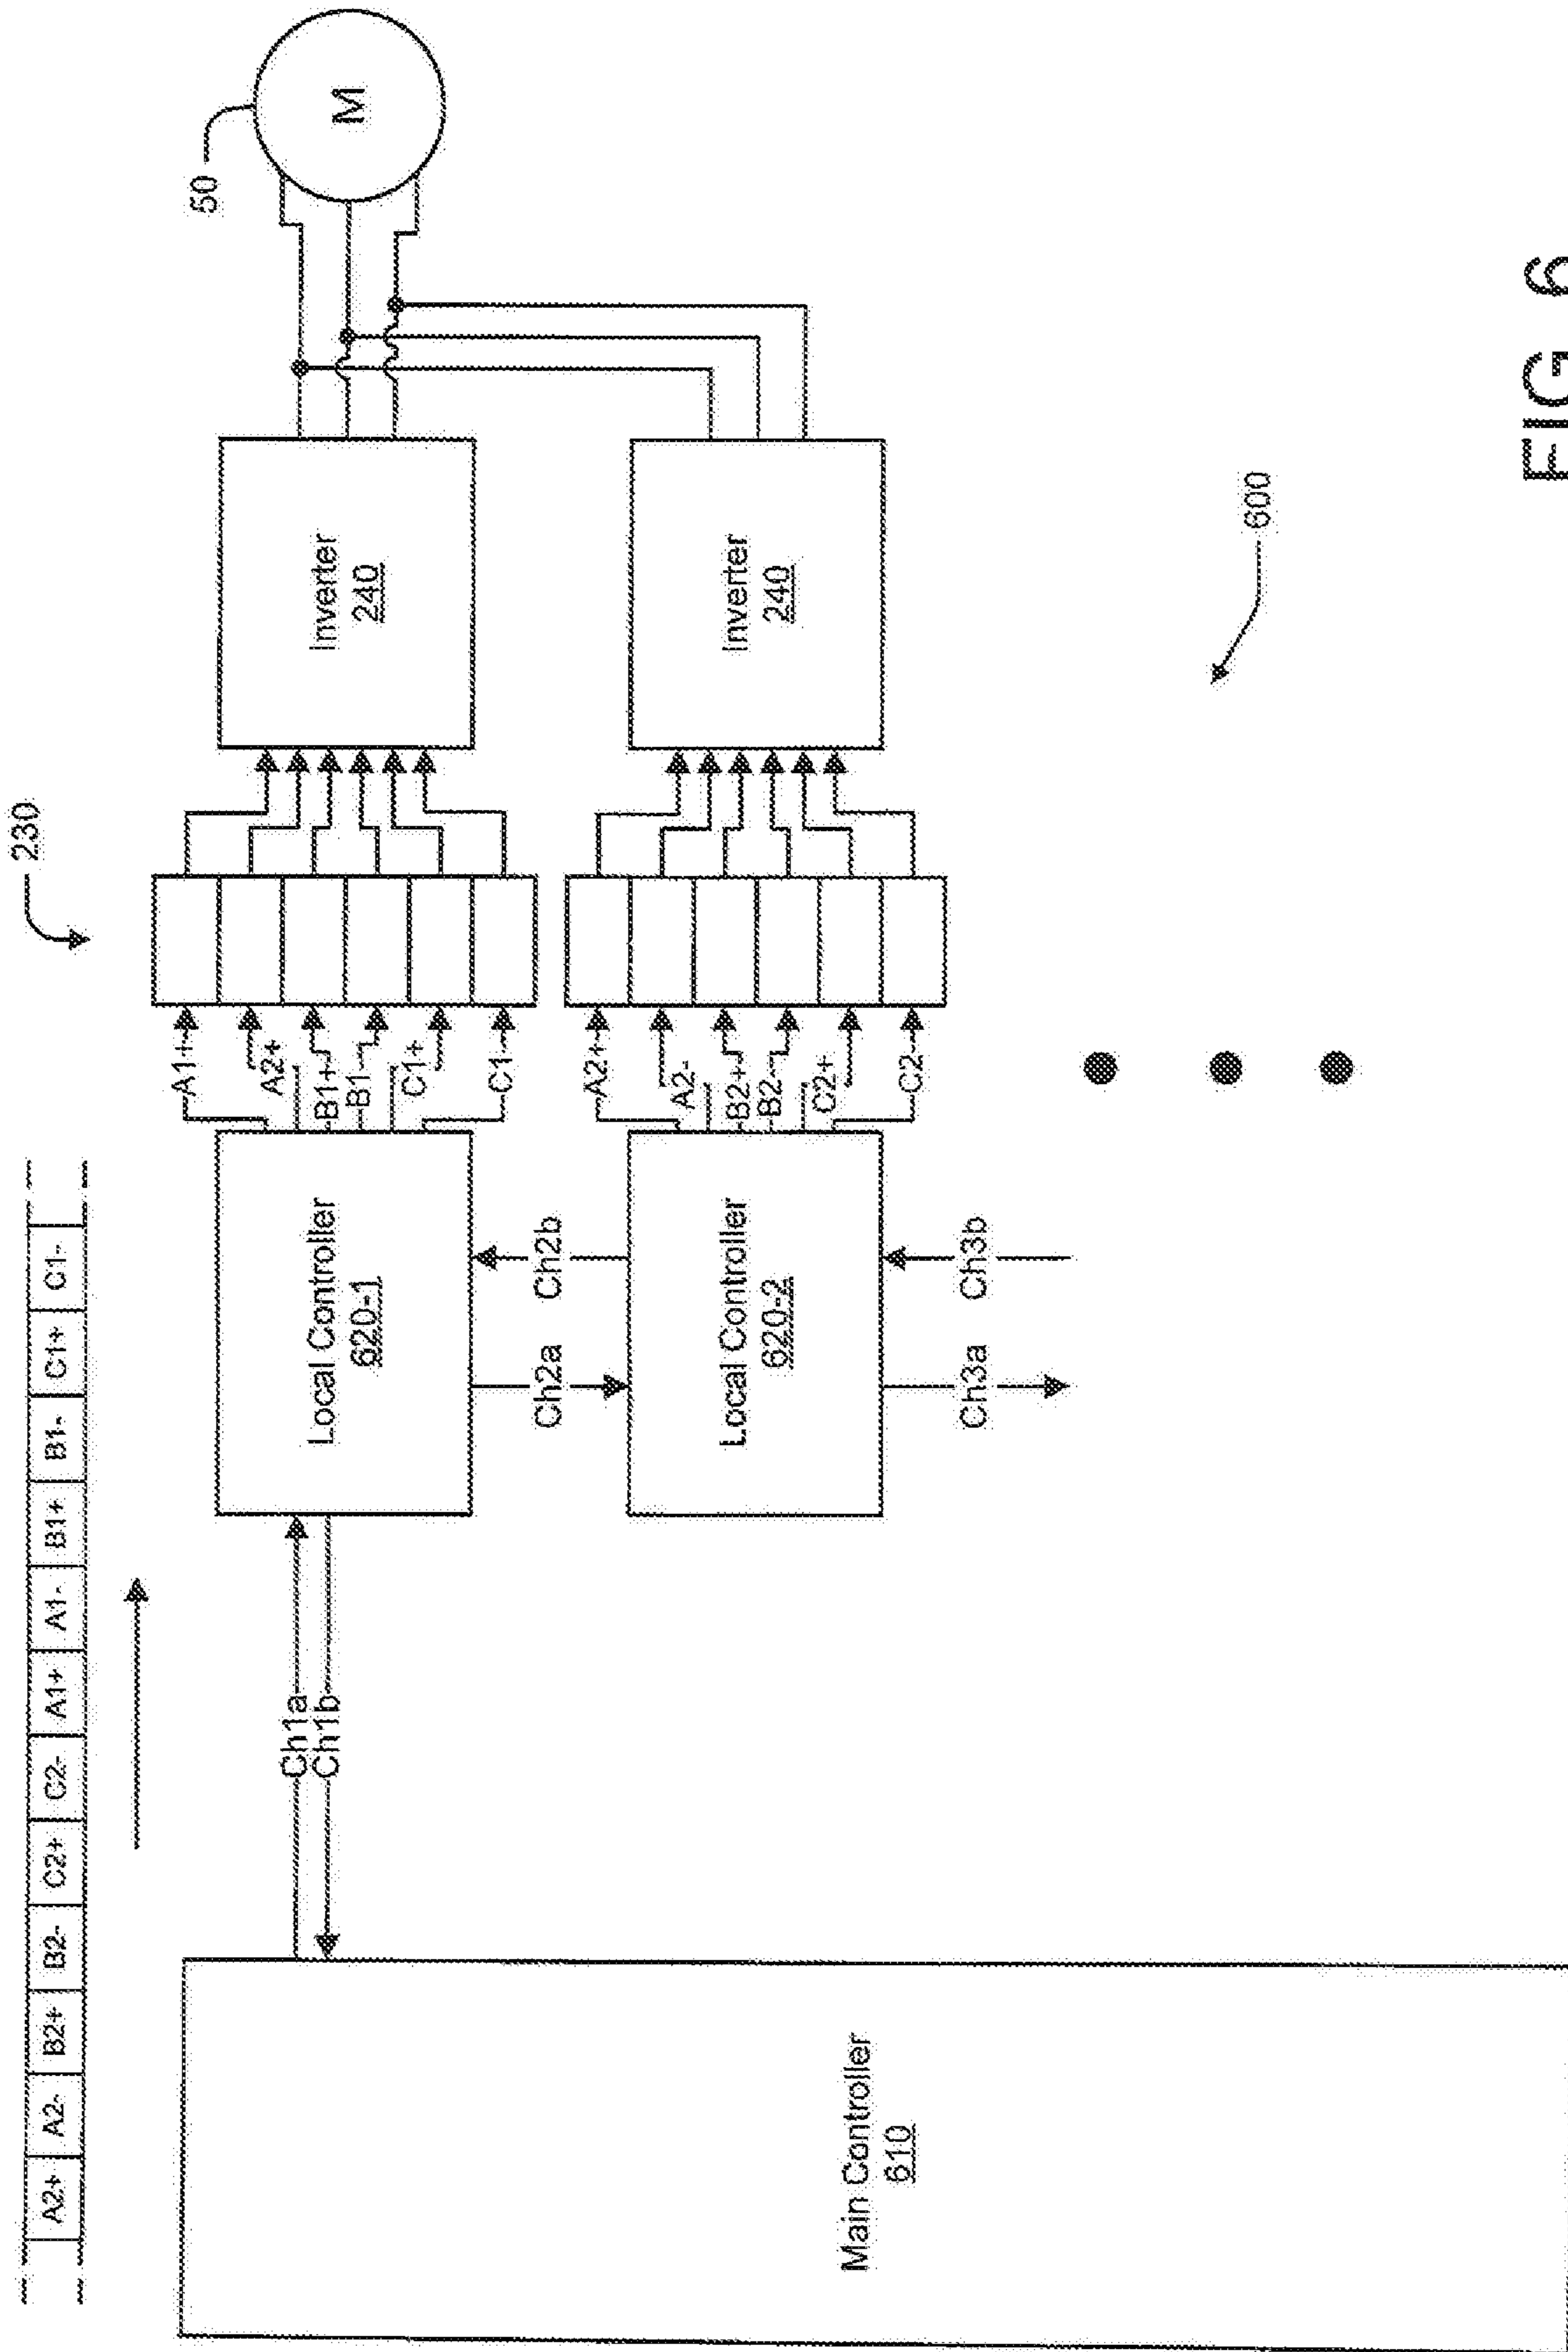 A2+ A2- B2+ B2- C2+ C2- A1+ A1- B1+ B1- C1+ C1-
230
50
M
Main Controller
610
Ch1a
Ch1b
Local Controller
620-1
A1+
A2+
B1+
B1-
C1+
C1-
Inverter
240
Ch2a
Ch2b
Local Controller
620-2
A2+
A2-
B2+
B2-
C2+
C2-
Inverter
240
Ch3a
Ch3b
600
FIG. 6